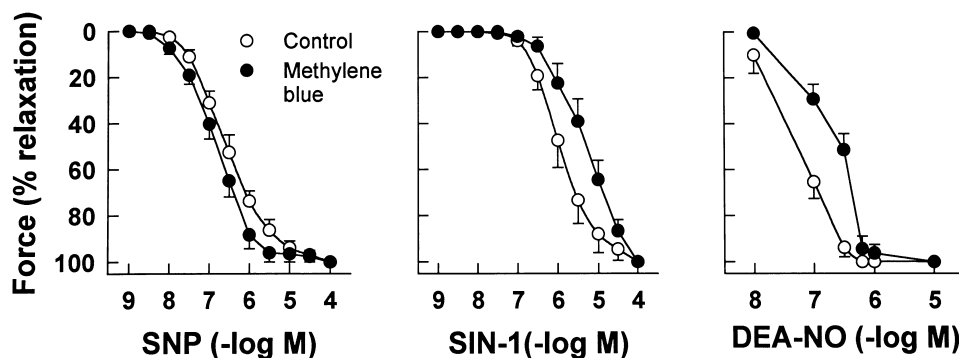 Force (% relaxation)
0
20
40
60
80
100
Control
Methylene
blue
9 8 7 6 5 4
SNP (-log M)
9 8 7 6 5 4
SIN-1(-log M)
8 7 6 5
DEA-NO (-log M)